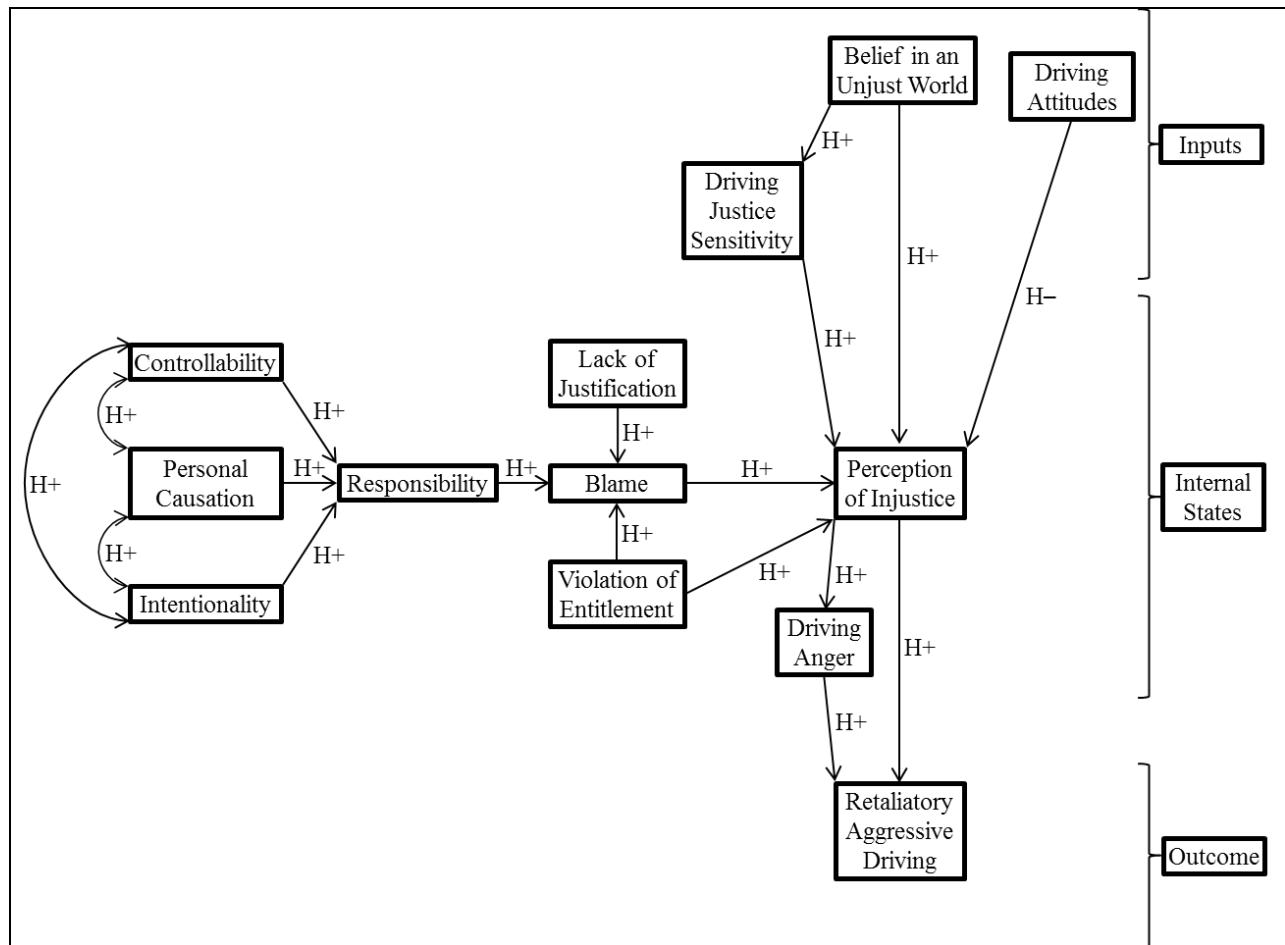 Belief in an
Unjust World
Driving
Attitudes
H+
Inputs
Driving
Justice
Sensitivity
H+
H–
H+
Controllability
Lack of
Justification
H+
H+
H+
H+
Personal
Causation
H+
Responsibility
H+
Blame
H+
Perception
of Injustice
Internal
States
H+
H+
H+
H+
H+
H+
Intentionality
Violation of
Entitlement
Driving
Anger
H+
H+
Retaliatory
Aggressive
Driving
Outcome